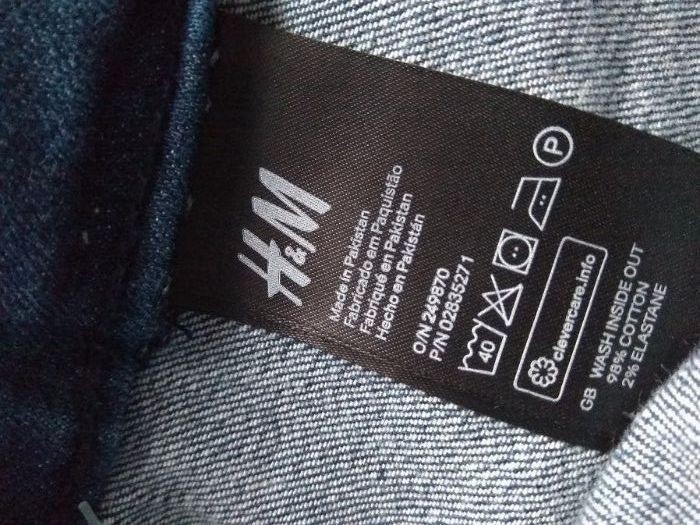 H&M
Made in Pakistan
Fabricado em Paquistão
Fabriqué en Pakistan
Hecho en Pakistán
O/N 249870
P/N 02835271
40
P
clevercare.info
GB WASH INSIDE OUT
98% COTTON
2% ELASTANE